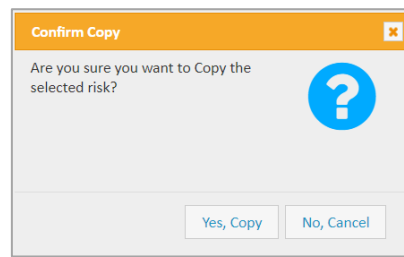 Confirm Copy
Are you sure you want to Copy the
selected risk?
Yes, Copy
No, Cancel